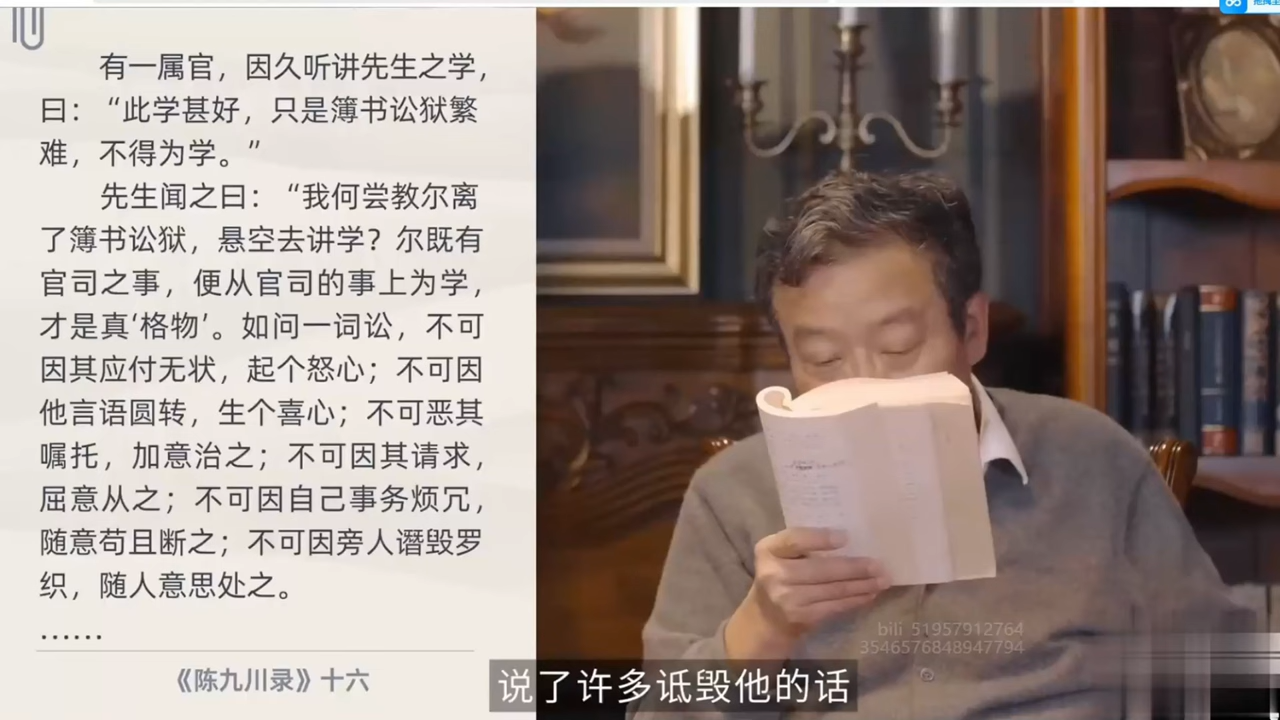 有一属官，因久听讲先生之学，
曰：“此学甚好，只是簿书讼狱繁
难，不得为学。”
先生闻之曰：“我何尝教尔离
了簿书讼狱，悬空去讲学？尔既有
官司之事，便从官司的事上为学，
才是真‘格物’。如问一词讼，不可
因其应付无状，起个怒心；不可因
他言语圆转，生个喜心；不可恶其
嘱托，加意治之；不可因其请求，
屈意从之；不可因自己事务烦冗，
随意苟且断之；不可因旁人谮毁罗
织，随人意思处之。
……
《陈九川录》十六
bili 51957912764
3546576848947794
说了许多诋毁他的话